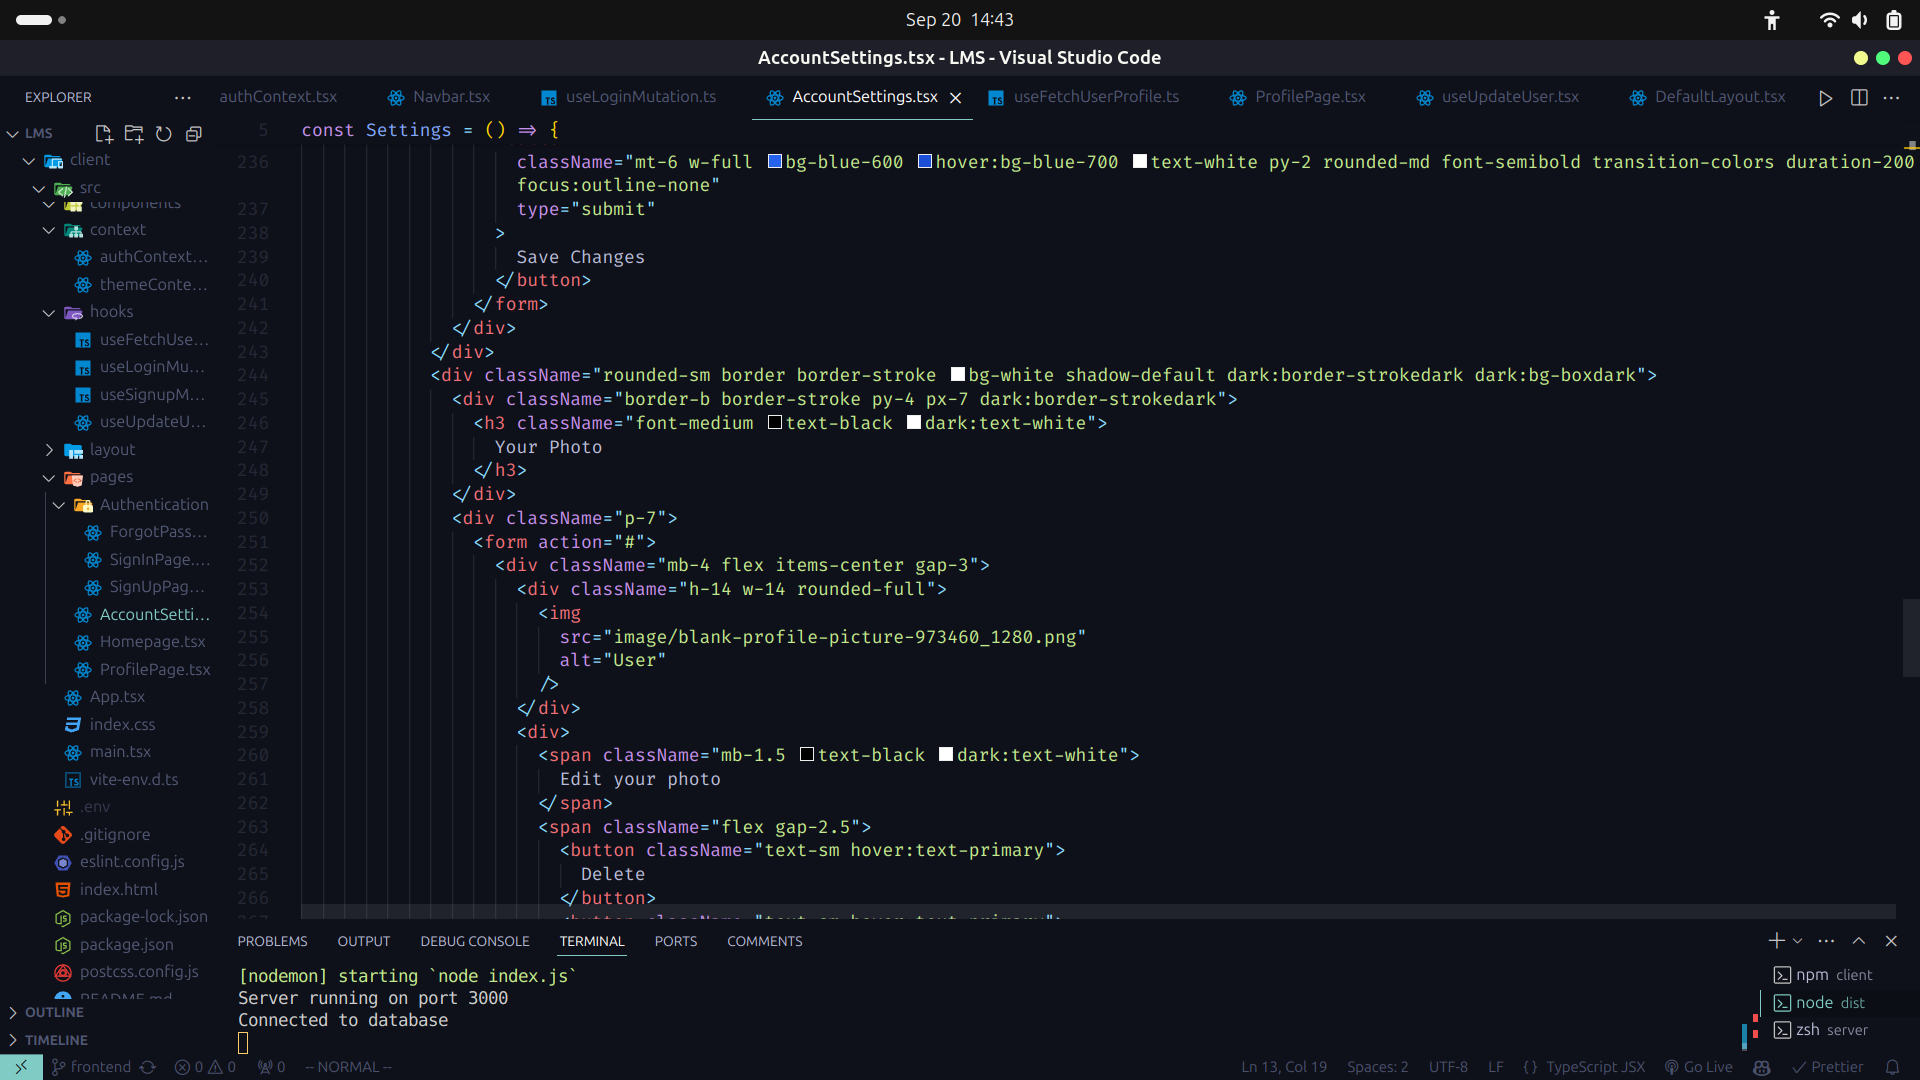 Sep 20 14:43
AccountSettings.tsx - LMS - Visual Studio Code
EXPLORER
authContext.tsx
Navbar.tsx
useLoginMutation.ts
AccountSettings.tsx
useFetchUserProfile.ts
ProfilePage.tsx
useUpdateUser.tsx
DefaultLayout.tsx
LMS
client
src
components
context
authContext...
themeConte...
hooks
useFetchUse...
useLoginMu...
useSignupM...
useUpdateU...
layout
pages
Authentication
ForgotPass...
SignInPage....
SignUpPag...
AccountSetti...
Homepage.tsx
ProfilePage.tsx
App.tsx
index.css
main.tsx
vite-env.d.ts
.env
.gitignore
eslint.config.js
index.html
package-lock.json
package.json
postcss.config.js
README.md
OUTLINE
TIMELINE
5 const Settings = () => {
236 className="mt-6 w-full bg-blue-600 hover:bg-blue-700 text-white py-2 rounded-md font-semibold transition-colors duration-200
focus:outline-none"
237 type="submit"
238 >
239 Save Changes
240 </button>
241 </form>
242 </div>
243 </div>
244 <div className="rounded-sm border border-stroke bg-white shadow-default dark:border-strokedark dark:bg-boxdark">
245 <div className="border-b border-stroke py-4 px-7 dark:border-strokedark">
246 <h3 className="font-medium text-black dark:text-white">
247 Your Photo
248 </h3>
249 </div>
250 <div className="p-7">
251 <form action="#">
252 <div className="mb-4 flex items-center gap-3">
253 <div className="h-14 w-14 rounded-full">
254 <img
255 src="image/blank-profile-picture-973460_1280.png"
256 alt="User"
257 />
258 </div>
259 <div>
260 <span className="mb-1.5 text-black dark:text-white">
261 Edit your photo
262 </span>
263 <span className="flex gap-2.5">
264 <button className="text-sm hover:text-primary">
265 Delete
266 </button>
267 <button className="text-sm hover:text-primary">
PROBLEMS OUTPUT DEBUG CONSOLE TERMINAL PORTS COMMENTS
[nodemon] starting `node index.js`
Server running on port 3000
Connected to database
npm client
node dist
zsh server
frontend 0 0 0 -- NORMAL -- Ln 13, Col 19 Spaces: 2 UTF-8 LF { } TypeScript JSX Go Live Prettier